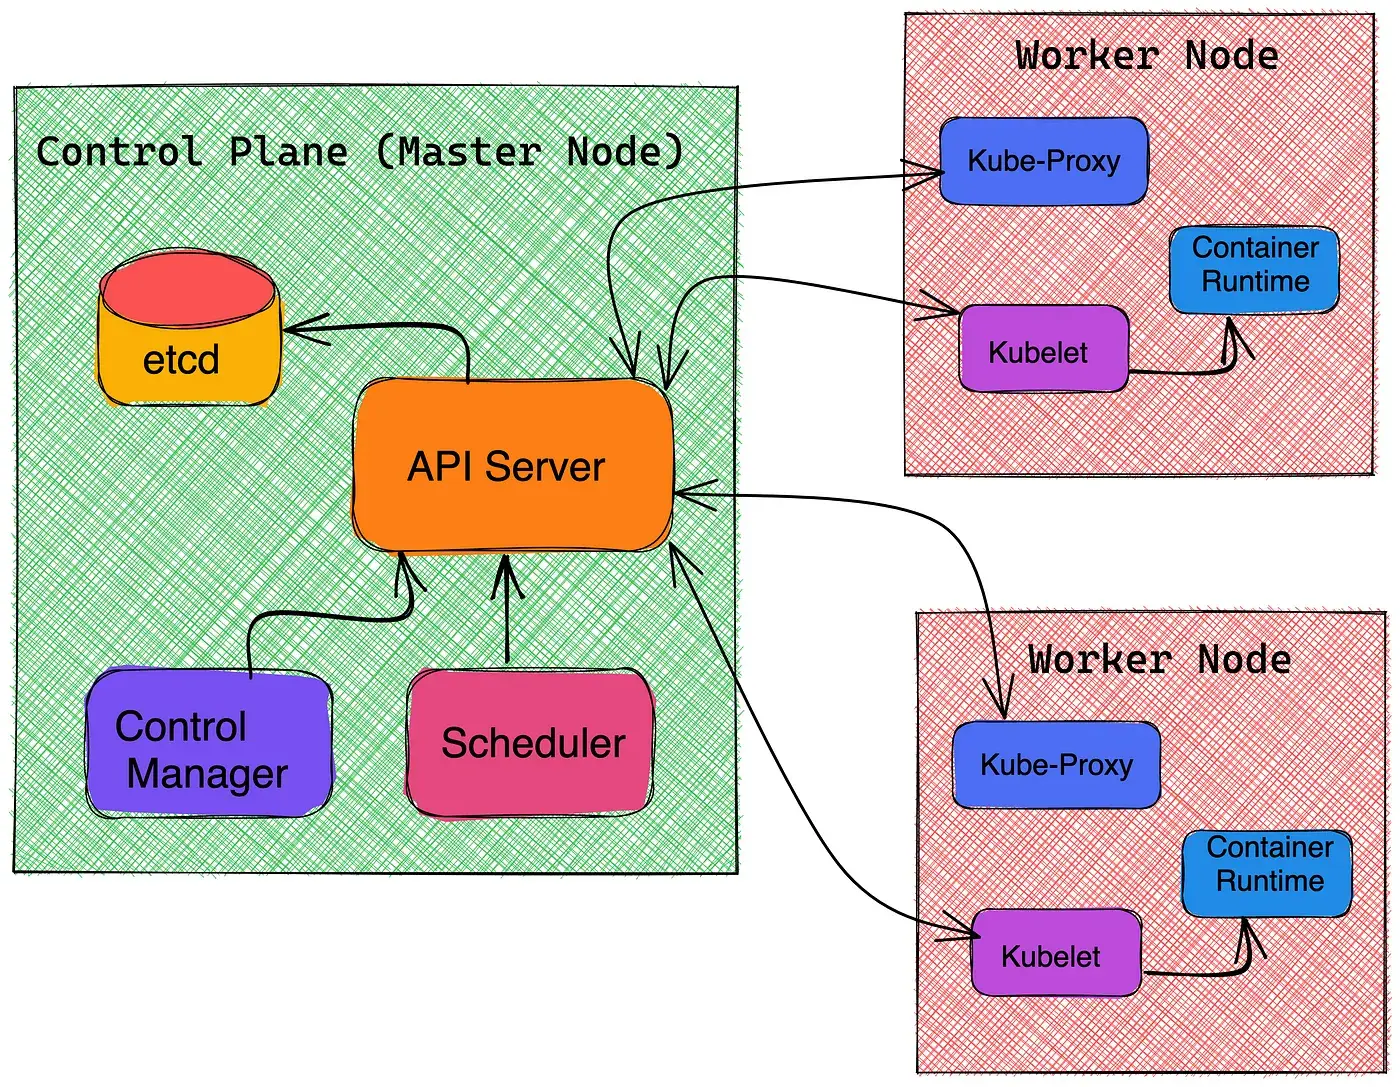 Control Plane (Master Node)
etcd
API Server
Control
Manager
Scheduler
Worker Node
Kube-Proxy
Container
Runtime
Kubelet
Worker Node
Kube-Proxy
Container
Runtime
Kubelet